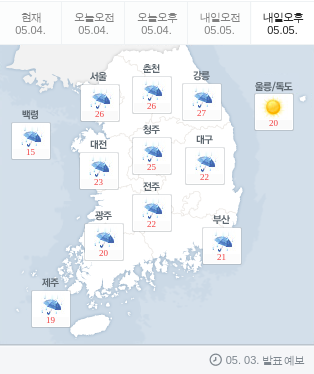 현재 오늘오전 오늘오후 내일오전 내일오후
05.04. 05.04. 05.04. 05.05. 05.05.
춘천
서울 강릉
울릉/독도
26 26 27
20
백령
15
청주
대전 대구
25
23 22
전주
22
광주 부산
20 21
제주
19
05. 03. 발표 예보